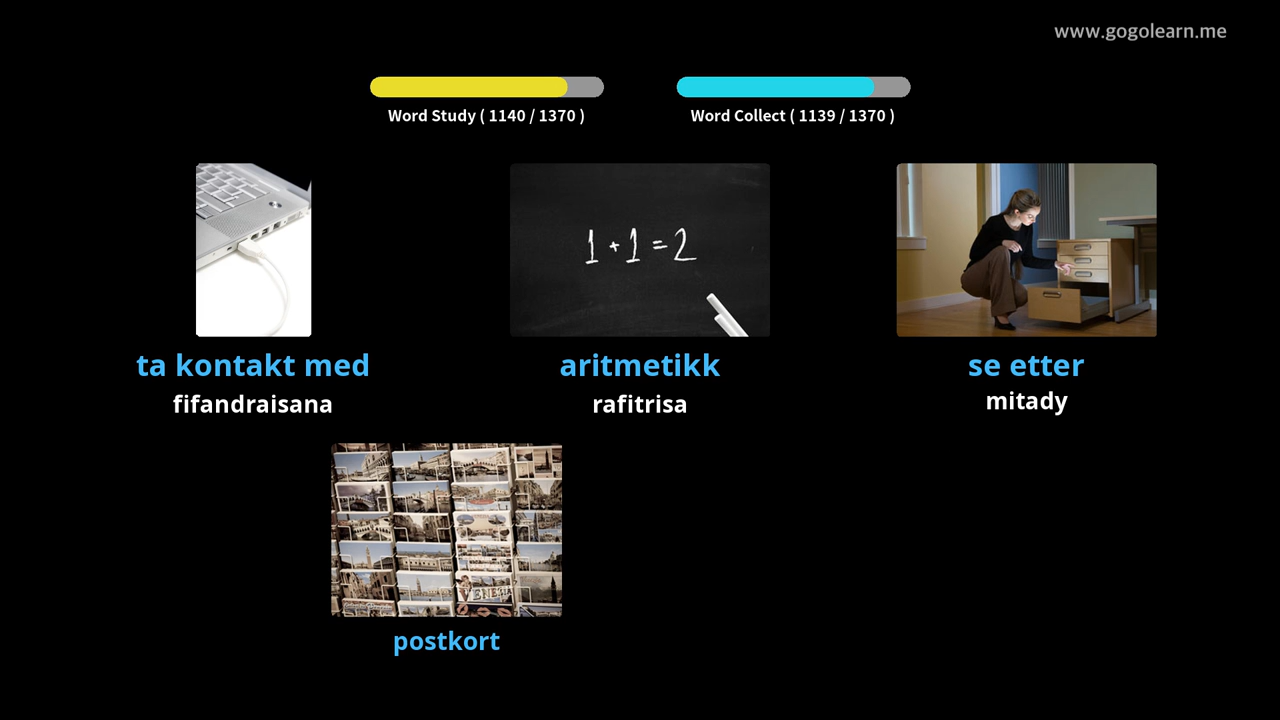 www.gogolearn.me
Word Study ( 1140 / 1370 )
Word Collect ( 1139 / 1370 )
1 + 1 = 2
ta kontakt med
aritmetikk
se etter
fifandraisana
rafitrisa
mitady
postkort